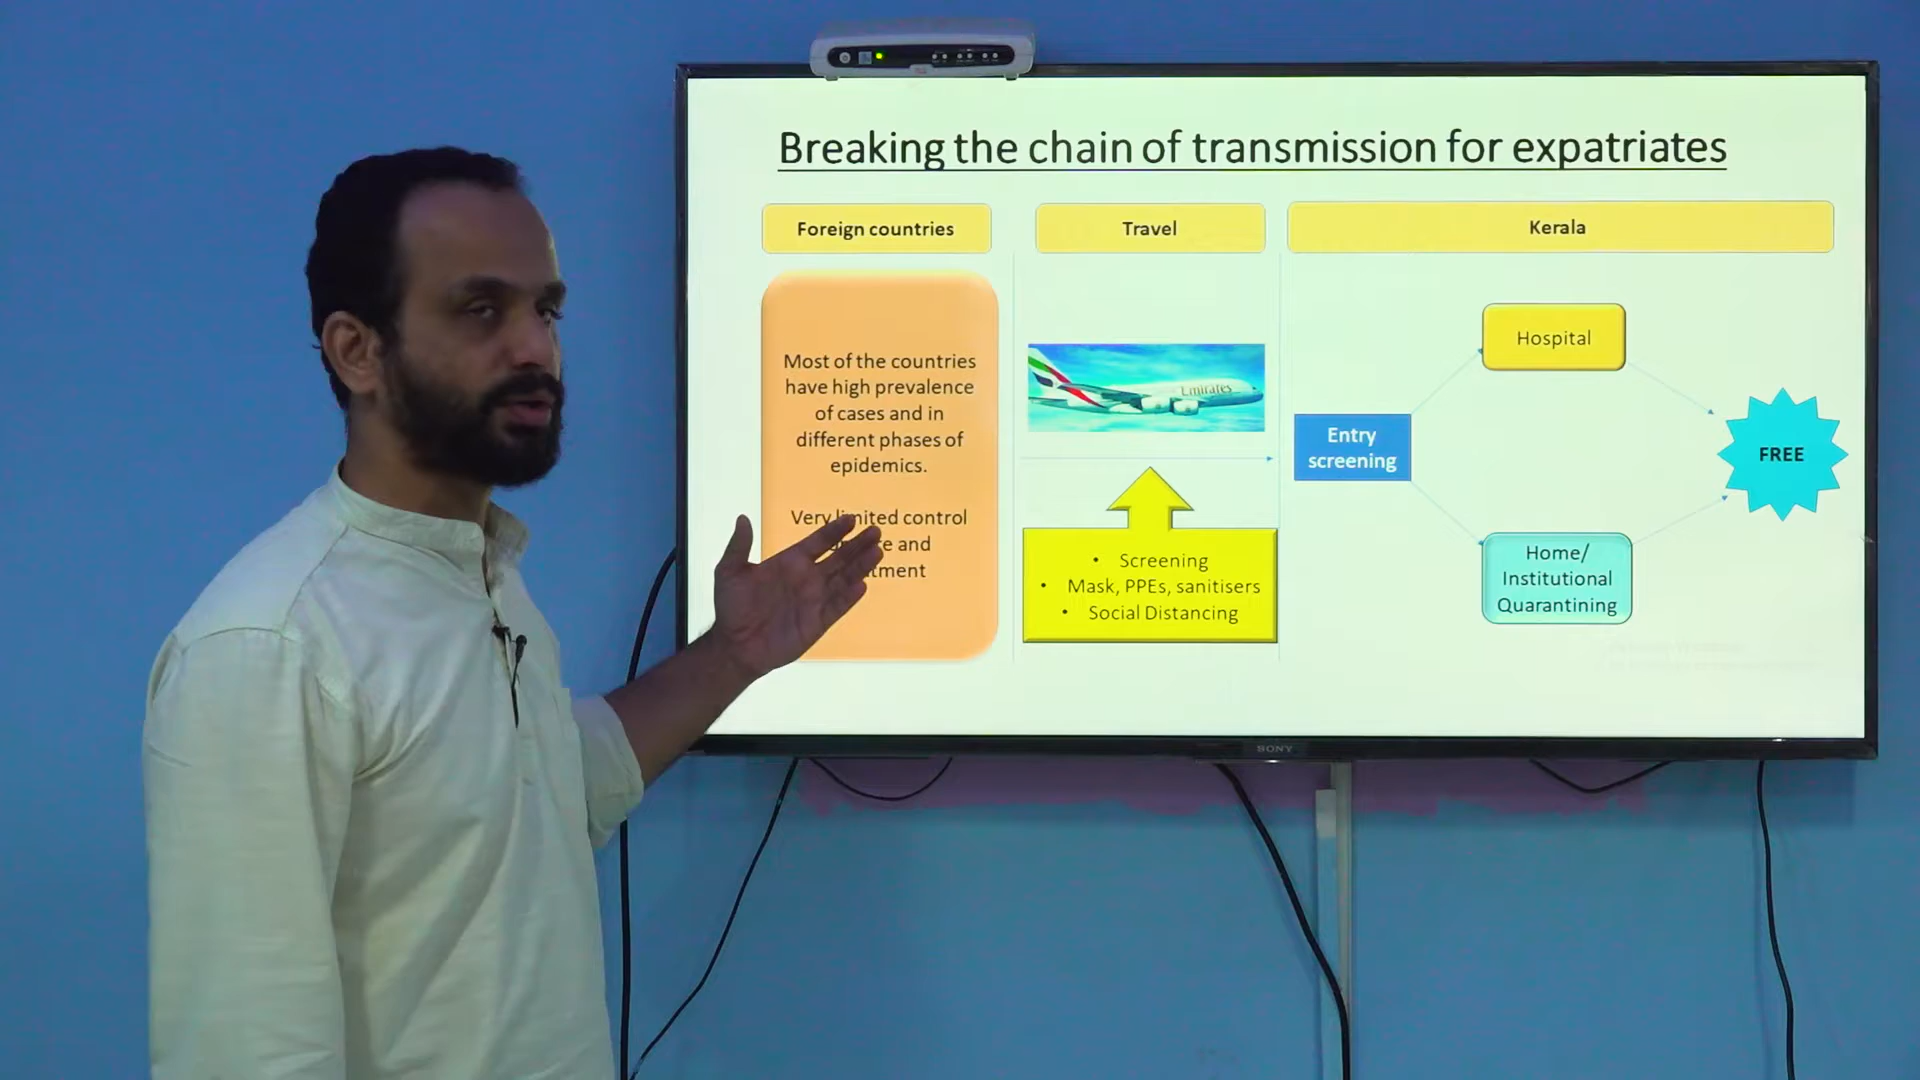 Breaking the chain of transmission for expatriates
Foreign countries
Travel
Kerala
Most of the countries
have high prevalence
of cases and in
different phases of
epidemics.
Very limited control
and
Emirates
• Screening
• Mask, PPEs, sanitisers
• Social Distancing
Entry
screening
Hospital
Home/
Institutional
Quarantining
FREE
SONY